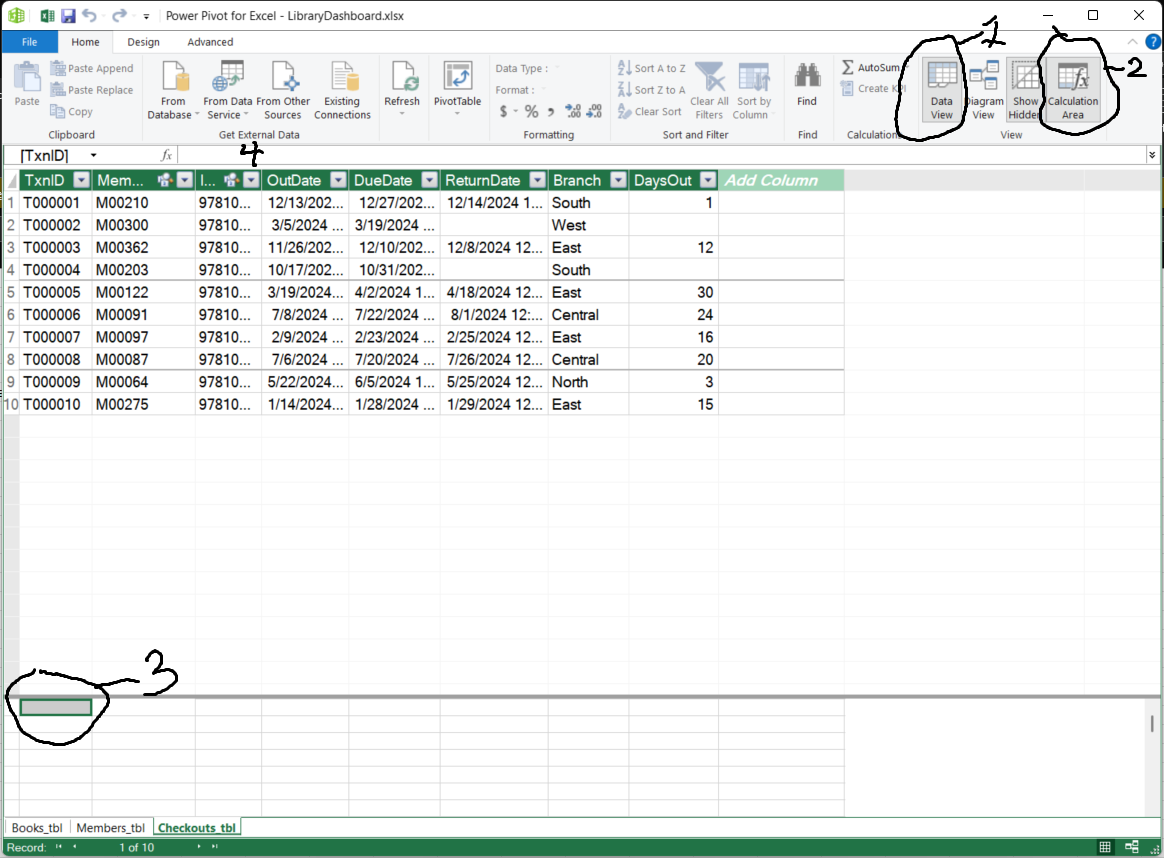 Power Pivot for Excel - LibraryDashboard.xlsx
File Home Design Advanced
Paste
Paste Append
Paste Replace
Copy
Clipboard
From Database
From Data Service
From Other Sources
Existing Connections
Get External Data
Refresh
PivotTable
Data Type :
Format :
$ % ,
Formatting
Sort A to Z
Sort Z to A
Clear Sort
Clear All Filters
Sort by Column
Sort and Filter
Find
Find
AutoSum
Create KPI
Calculations
Data View
Diagram View
Show Hidden
Calculation Area
View
1
2
4
[TxnID] fx
TxnID Mem... I... OutDate DueDate ReturnDate Branch DaysOut Add Column
1 T000001 M00210 97810... 12/13/202... 12/27/202... 12/14/2024 1... South 1
2 T000002 M00300 97810... 3/5/2024 ... 3/19/2024 ... West
3 T000003 M00362 97810... 11/26/202... 12/10/202... 12/8/2024 12... East 12
4 T000004 M00203 97810... 10/17/202... 10/31/202... South
5 T000005 M00122 97810... 3/19/2024... 4/2/2024 1... 4/18/2024 12... East 30
6 T000006 M00091 97810... 7/8/2024 ... 7/22/2024 ... 8/1/2024 12:... Central 24
7 T000007 M00097 97810... 2/9/2024 ... 2/23/2024 ... 2/25/2024 12... East 16
8 T000008 M00087 97810... 7/6/2024 ... 7/20/2024 ... 7/26/2024 12... Central 20
9 T000009 M00064 97810... 5/22/2024... 6/5/2024 1... 5/25/2024 12... North 3
10 T000010 M00275 97810... 1/14/2024... 1/28/2024 ... 1/29/2024 12... East 15
3
Books_tbl Members_tbl Checkouts_tbl
Record: 1 of 10